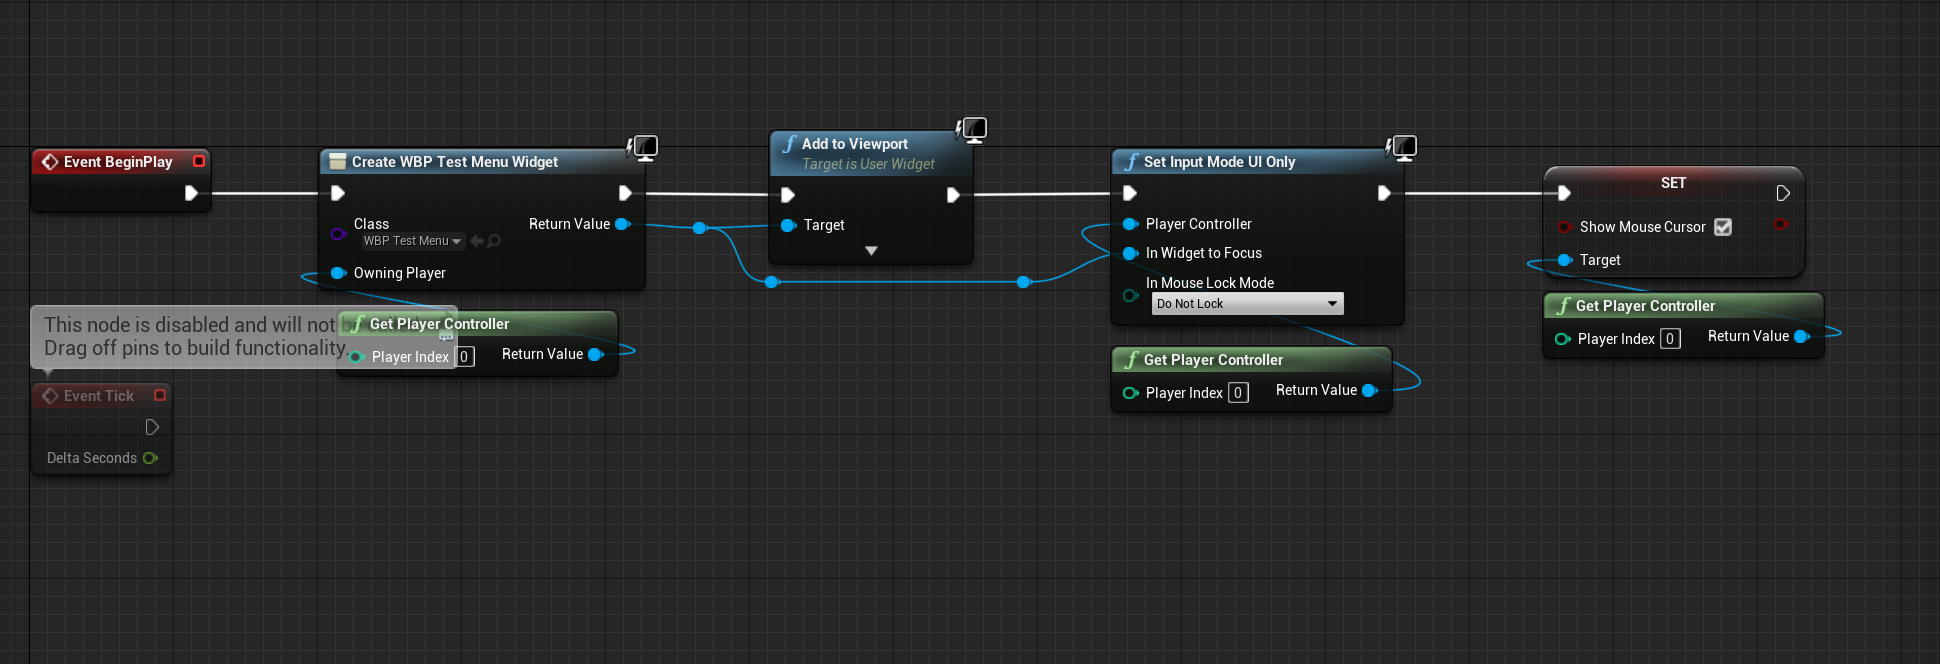 Event BeginPlay
Create WBP Test Menu Widget
Class
WBP Test Menu
Return Value
Owning Player
Add to Viewport
Target is User Widget
Target
Set Input Mode UI Only
Player Controller
In Widget to Focus
In Mouse Lock Mode
Do Not Lock
SET
Show Mouse Cursor
Target
This node is disabled and will not
Drag off pins to build functionality.
Get Player Controller
Player Index 0
Return Value
Get Player Controller
Player Index 0
Return Value
Get Player Controller
Player Index 0
Return Value
Event Tick
Delta Seconds